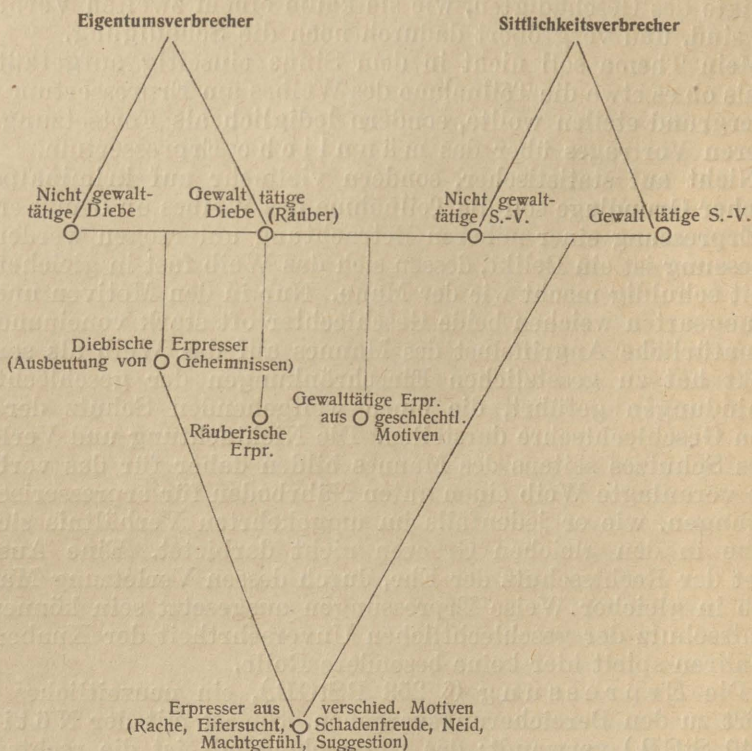 Eigentumsverbrecher
Sittlichkeitsverbrecher
Nicht gewalt-
tätige Diebe
Gewalt tätige
Diebe (Räuber)
Nicht gewalt-
tätige S.-V.
Gewalt tätige S.-V.
Diebische Erpresser
(Ausbeutung von Geheimnissen)
Räuberische
Erpr.
Gewalttätige Erpr.
aus geschlechtl.
Motiven
Erpresser aus verschied. Motiven
(Rache, Eifersucht, Schadenfreude, Neid,
Machtgefühl, Suggestion)